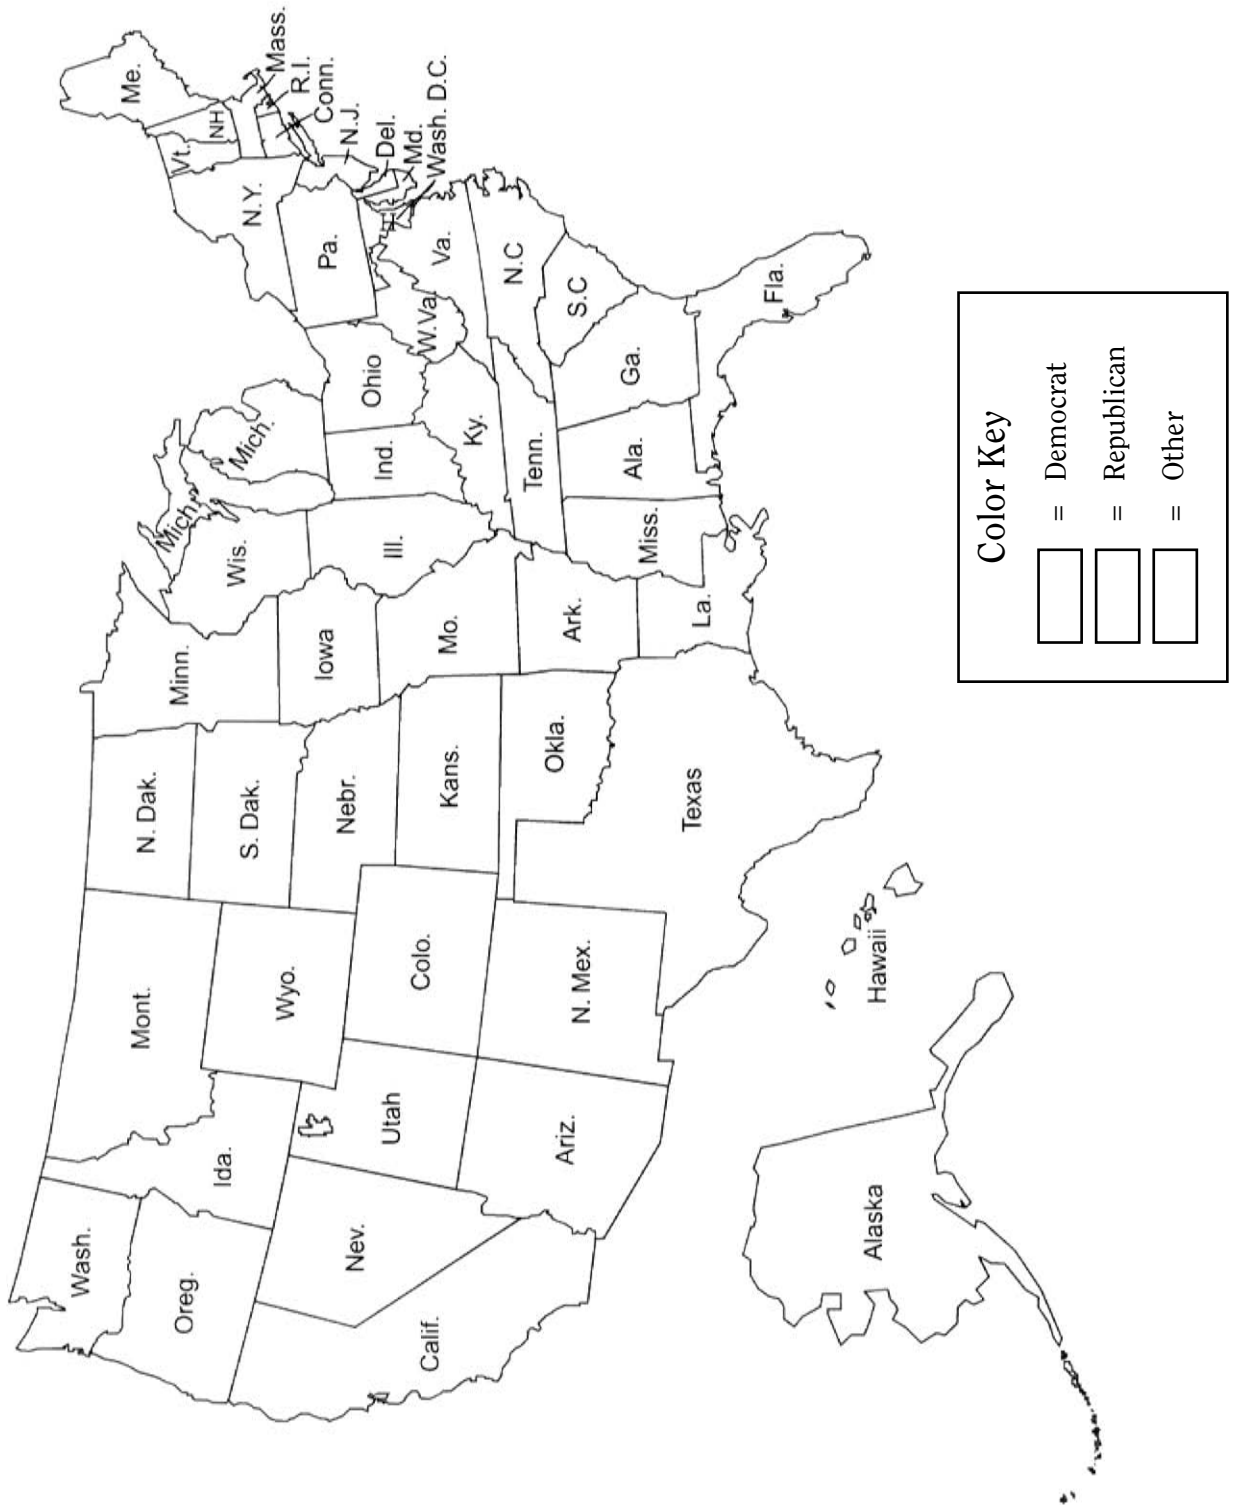 Wash.
Oreg.
Calif.
Nev.
Ida.
Mont.
Wyo.
Utah
Ariz.
Colo.
N. Mex.
N. Dak.
S. Dak.
Nebr.
Kans.
Okla.
Texas
Minn.
Iowa
Mo.
Ark.
La.
Wis.
Mich.
Mich.
Ill.
Ind.
Ohio
Ky.
Tenn.
Miss.
Ala.
Ga.
Fla.
S.C
N.C
Va.
W.Va.
Pa.
N.Y.
Vt.
NH
Me.
Mass.
R.I.
Conn.
N.J.
Del.
Md.
Wash. D.C.
Alaska
Hawaii
Color Key
= Democrat
= Republican
= Other